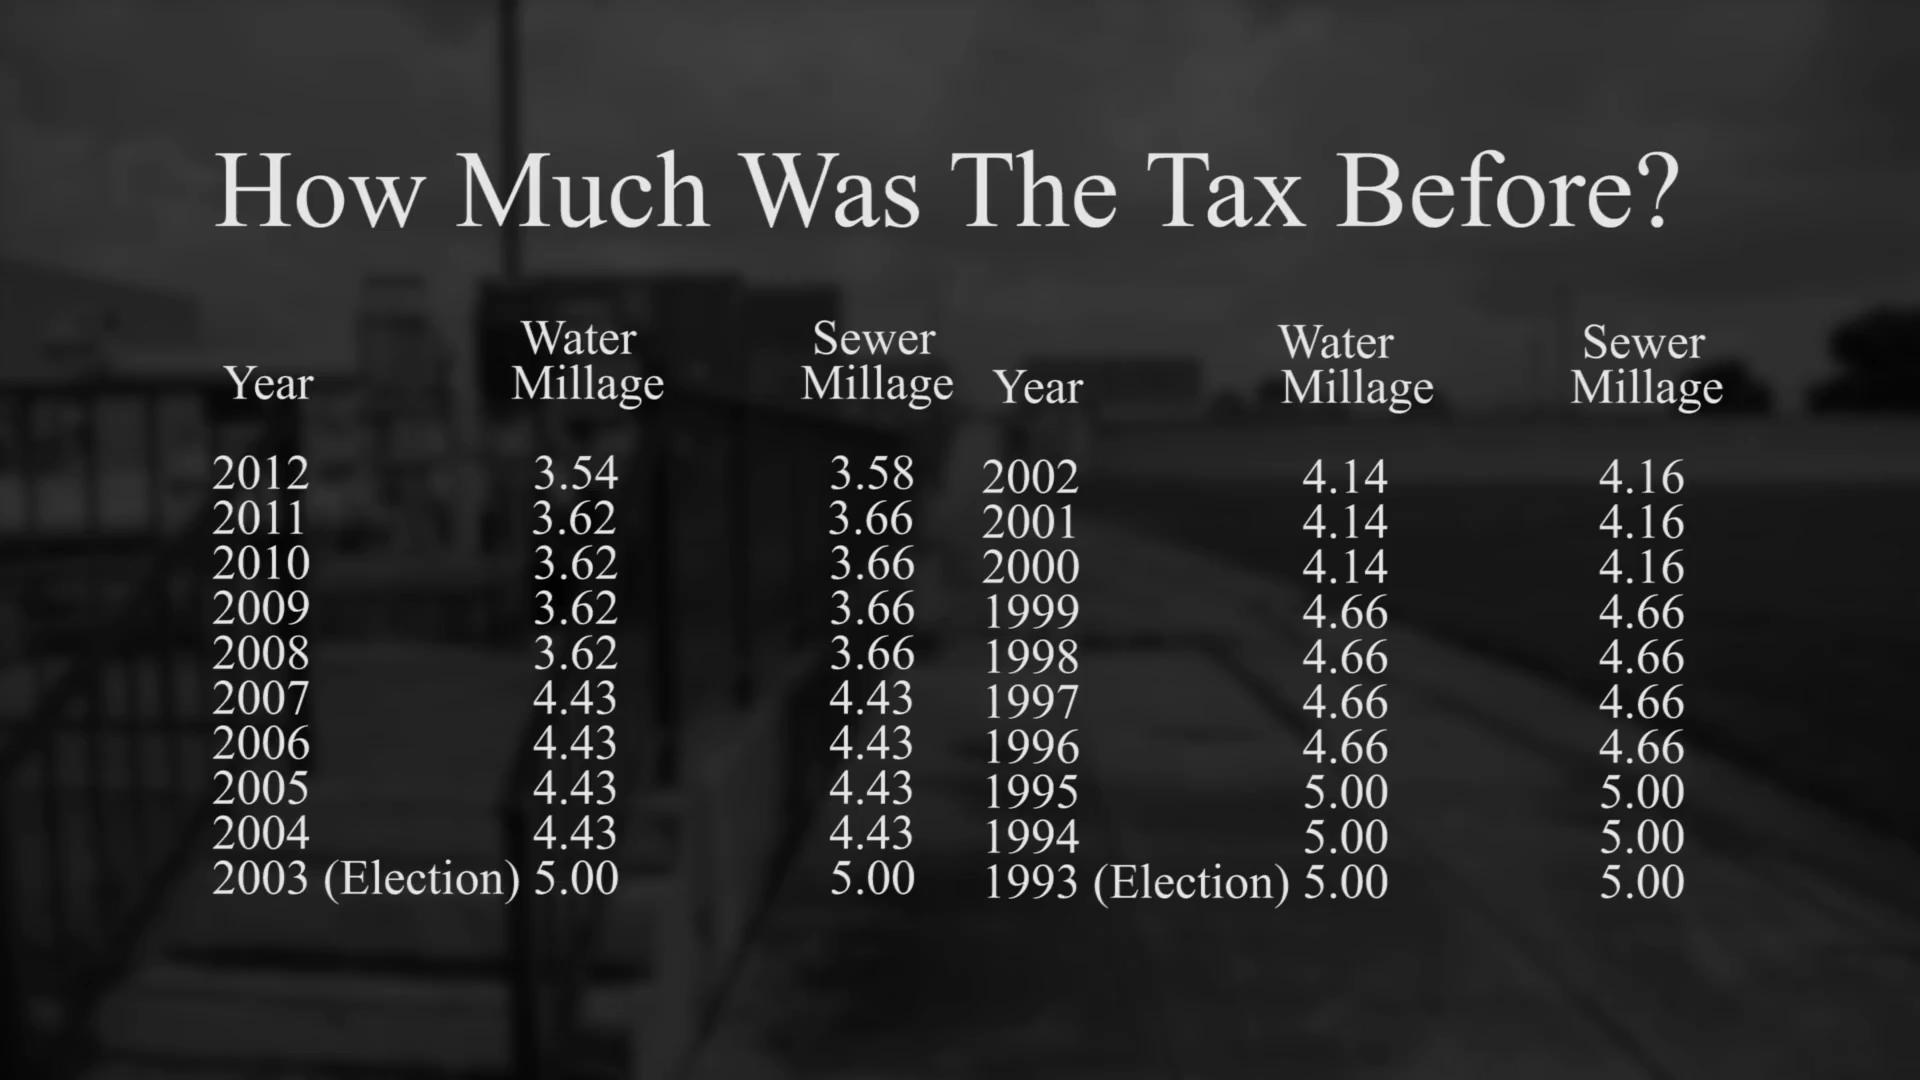 How Much Was The Tax Before?
Year Water Millage Sewer Millage
2012 3.54 3.58
2011 3.62 3.66
2010 3.62 3.66
2009 3.62 3.66
2008 3.62 3.66
2007 4.43 4.43
2006 4.43 4.43
2005 4.43 4.43
2004 4.43 4.43
2003 (Election) 5.00 5.00
Year Water Millage Sewer Millage
2002 4.14 4.16
2001 4.14 4.16
2000 4.14 4.16
1999 4.66 4.66
1998 4.66 4.66
1997 4.66 4.66
1996 4.66 4.66
1995 5.00 5.00
1994 5.00 5.00
1993 (Election) 5.00 5.00